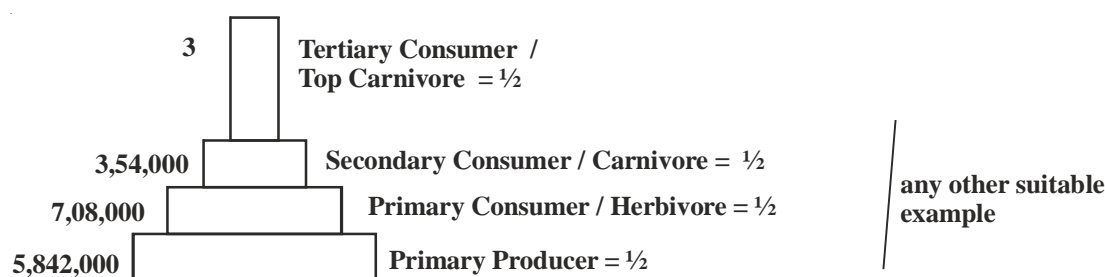 3 Tertiary Consumer /
Top Carnivore = ½
3,54,000 Secondary Consumer / Carnivore = ½
7,08,000 Primary Consumer / Herbivore = ½
5,842,000 Primary Producer = ½
any other suitable
example